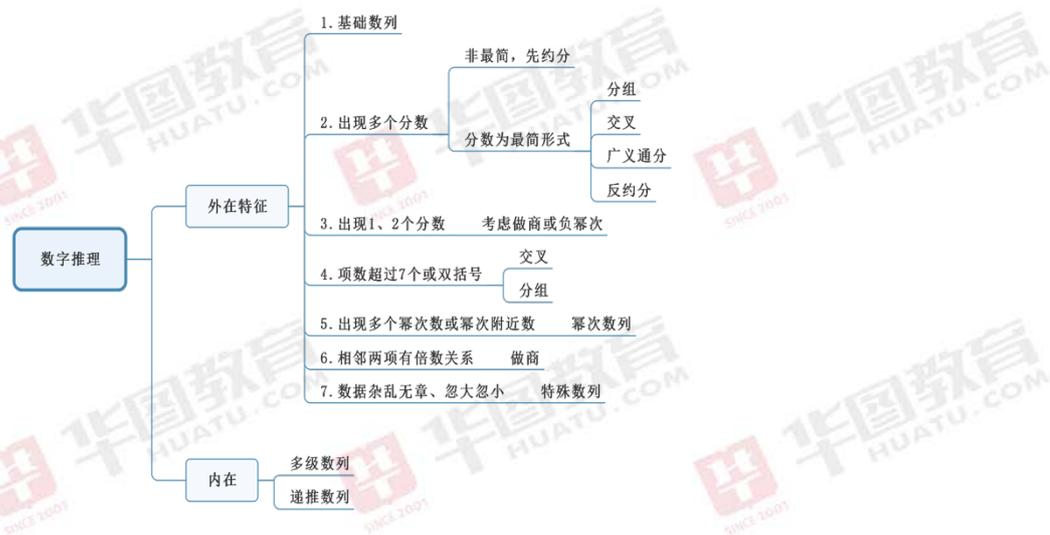 数字推理
外在特征
1.基础数列
2.出现多个分数
非最简，先约分
分数为最简形式
分组
交叉
广义通分
反约分
3.出现1、2个分数 考虑做商或负幂次
4.项数超过7个或双括号
交叉
分组
5.出现多个幂次数或幂次附近数 幂次数列
6.相邻两项有倍数关系 做商
7.数据杂乱无章、忽大忽小 特殊数列
内在
多级数列
递推数列
华图教育
HUATU.COM
SINCE 2001